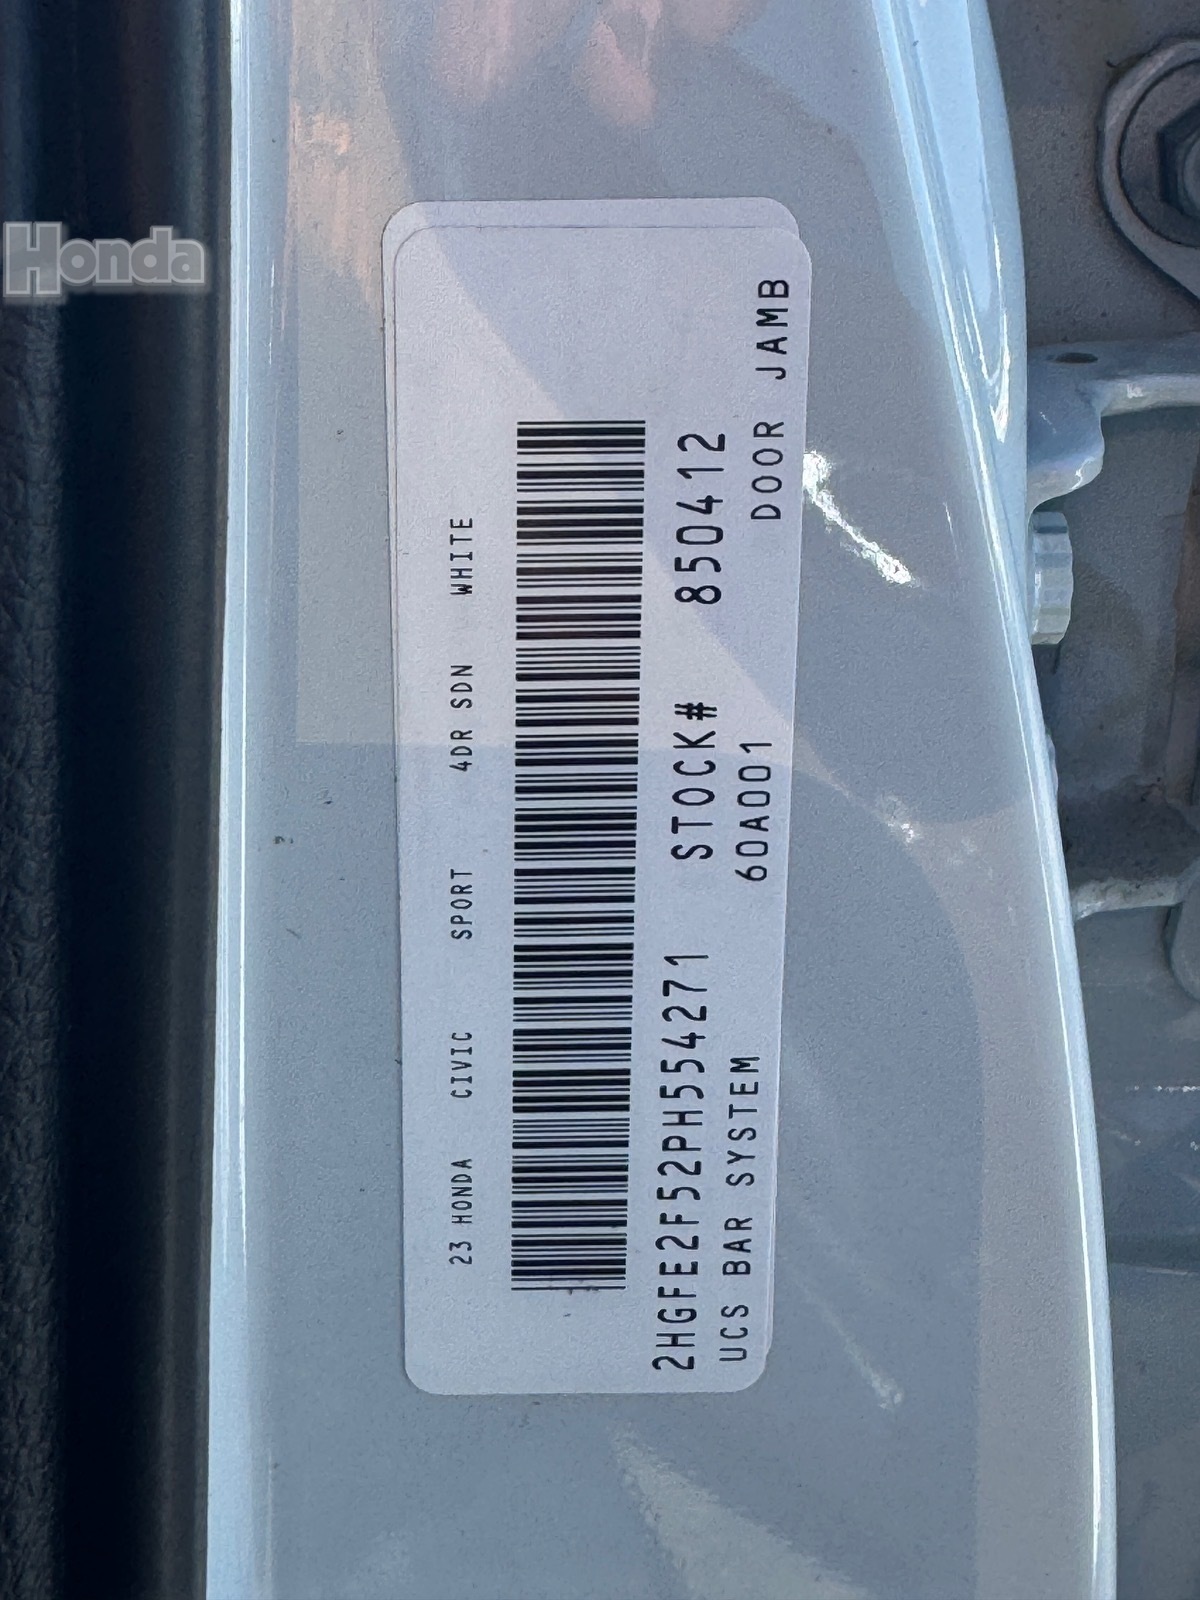 Honda
23 HONDA CIVIC SPORT 4DR SDN WHITE
2HGFE2F52PH554271 STOCK# 850412
UCS BAR SYSTEM 60A001 DOOR JAMB